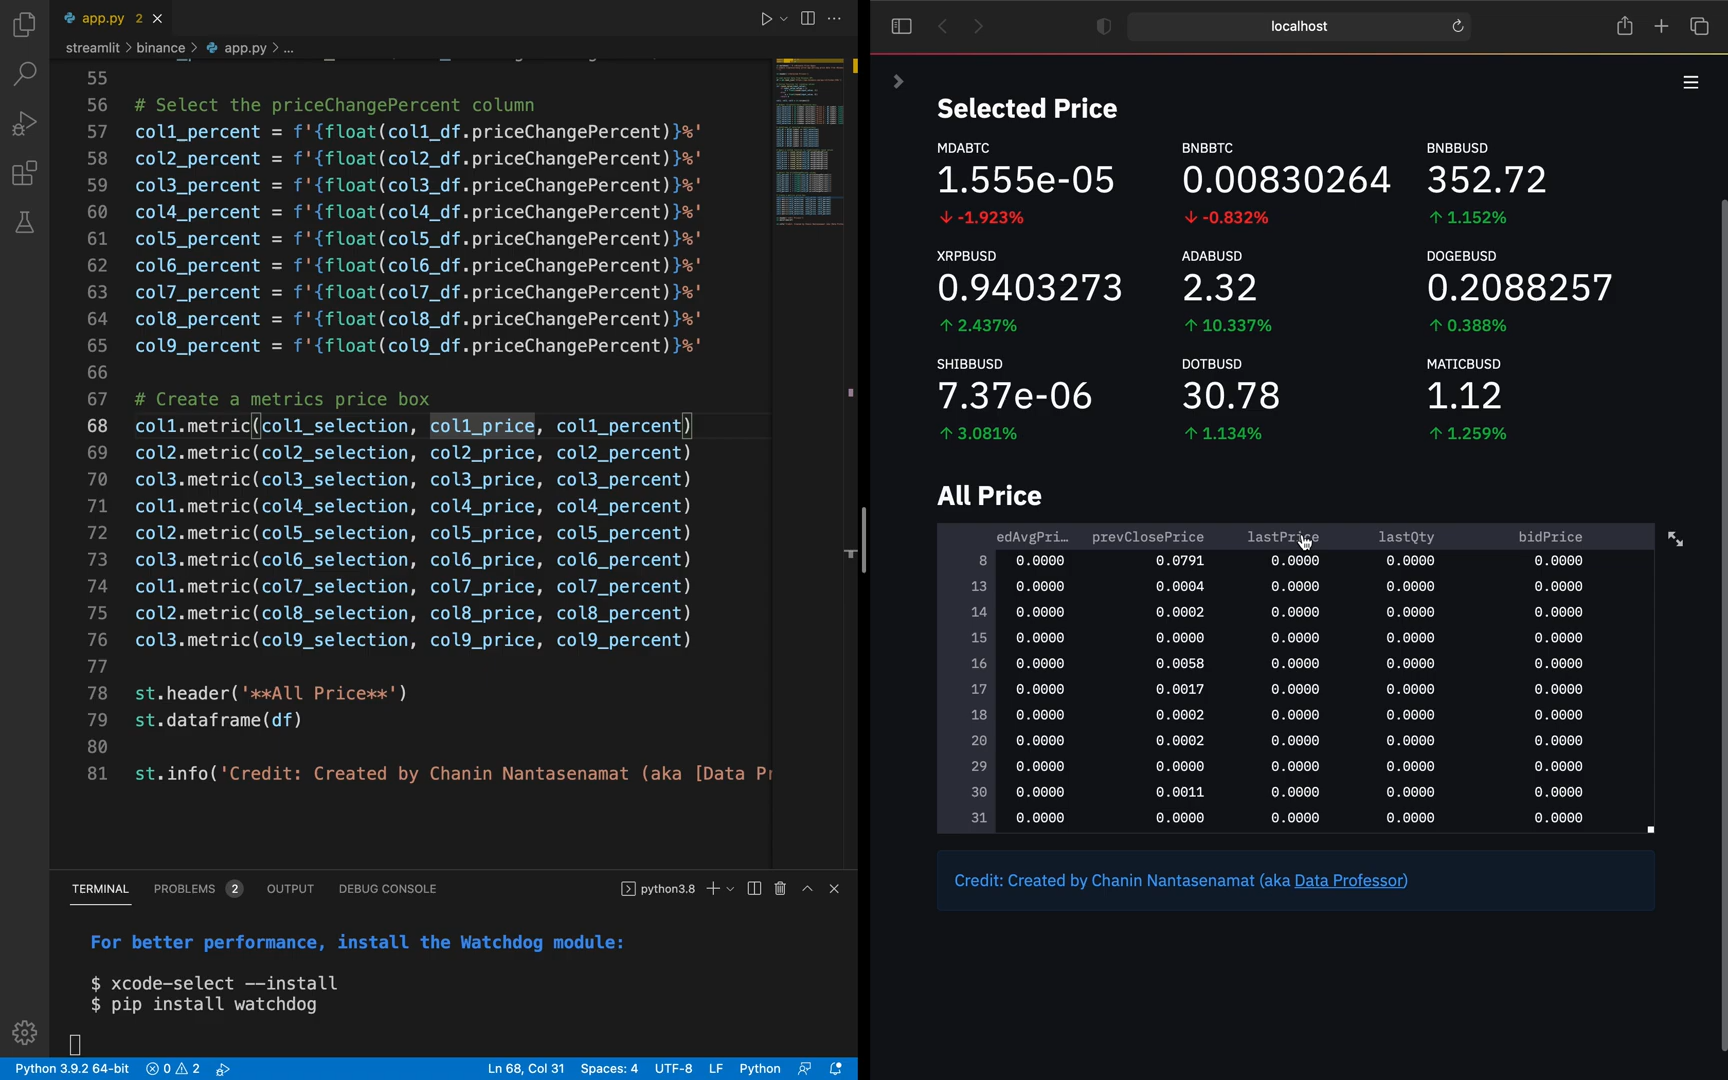 app.py 2
streamlit > binance > app.py > ...
55
56 # Select the priceChangePercent column
57 col1_percent = f'{float(col1_df.priceChangePercent)}%'
58 col2_percent = f'{float(col2_df.priceChangePercent)}%'
59 col3_percent = f'{float(col3_df.priceChangePercent)}%'
60 col4_percent = f'{float(col4_df.priceChangePercent)}%'
61 col5_percent = f'{float(col5_df.priceChangePercent)}%'
62 col6_percent = f'{float(col6_df.priceChangePercent)}%'
63 col7_percent = f'{float(col7_df.priceChangePercent)}%'
64 col8_percent = f'{float(col8_df.priceChangePercent)}%'
65 col9_percent = f'{float(col9_df.priceChangePercent)}%'
66
67 # Create a metrics price box
68 col1.metric(col1_selection, col1_price, col1_percent)
69 col2.metric(col2_selection, col2_price, col2_percent)
70 col3.metric(col3_selection, col3_price, col3_percent)
71 col1.metric(col4_selection, col4_price, col4_percent)
72 col2.metric(col5_selection, col5_price, col5_percent)
73 col3.metric(col6_selection, col6_price, col6_percent)
74 col1.metric(col7_selection, col7_price, col7_percent)
75 col2.metric(col8_selection, col8_price, col8_percent)
76 col3.metric(col9_selection, col9_price, col9_percent)
77
78 st.header('**All Price**')
79 st.dataframe(df)
80
81 st.info('Credit: Created by Chanin Nantasenamat (aka [Data Pr
TERMINAL PROBLEMS 2 OUTPUT DEBUG CONSOLE python3.8
For better performance, install the Watchdog module:
$ xcode-select --install
$ pip install watchdog
Python 3.9.2 64-bit 0 2 Ln 68, Col 31 Spaces: 4 UTF-8 LF Python
localhost
Selected Price
MDABTC BNBBTC BNBBUSD
1.555e-05 0.00830264 352.72
↓ -1.923% ↓ -0.832% ↑ 1.152%
XRPBUSD ADABUSD DOGEBUSD
0.9403273 2.32 0.2088257
↑ 2.437% ↑ 10.337% ↑ 0.388%
SHIBBUSD DOTBUSD MATICBUSD
7.37e-06 30.78 1.12
↑ 3.081% ↑ 1.134% ↑ 1.259%
All Price
edAvgPri... prevClosePrice lastPrice lastQty bidPrice
8 0.0000 0.0791 0.0000 0.0000 0.0000
13 0.0000 0.0004 0.0000 0.0000 0.0000
14 0.0000 0.0002 0.0000 0.0000 0.0000
15 0.0000 0.0000 0.0000 0.0000 0.0000
16 0.0000 0.0058 0.0000 0.0000 0.0000
17 0.0000 0.0017 0.0000 0.0000 0.0000
18 0.0000 0.0002 0.0000 0.0000 0.0000
20 0.0000 0.0002 0.0000 0.0000 0.0000
29 0.0000 0.0000 0.0000 0.0000 0.0000
30 0.0000 0.0011 0.0000 0.0000 0.0000
31 0.0000 0.0000 0.0000 0.0000 0.0000
Credit: Created by Chanin Nantasenamat (aka Data Professor)